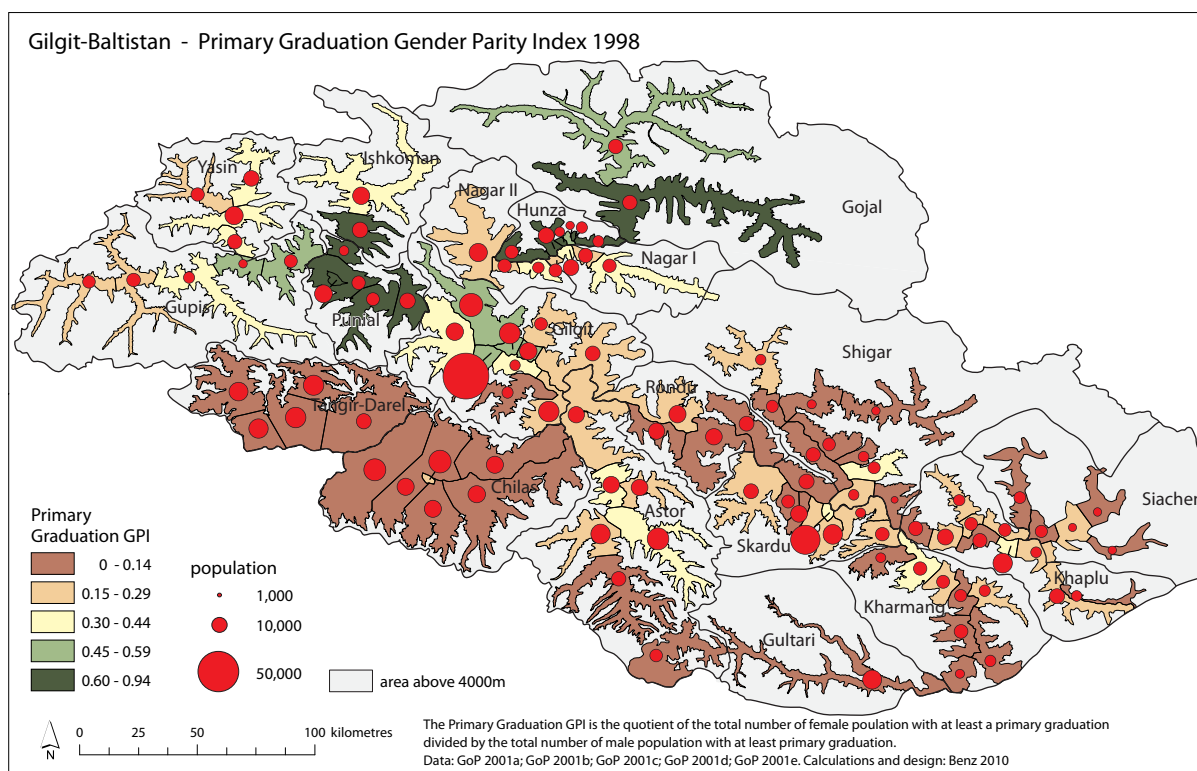 Gilgit-Baltistan - Primary Graduation Gender Parity Index 1998
Ishkoman
Yasin
Nagar II
Hunza
Gojal
Nagar I
Gupis
Punial
Gilgit
Shigar
Rondu
Tangir-Darel
Chilas
Siachen
Astor
Skardu
Khaplu
Kharmang
Gultari
Primary
Graduation GPI
0 - 0.14
0.15 - 0.29
0.30 - 0.44
0.45 - 0.59
0.60 - 0.94
population
1,000
10,000
50,000
area above 4000m
N
0 25 50 100 kilometres
The Primary Graduation GPI is the quotient of the total number of female poulation with at least a primary graduation
divided by the total number of male population with at least primary graduation.
Data: GoP 2001a; GoP 2001b; GoP 2001c; GoP 2001d; GoP 2001e. Calculations and design: Benz 2010